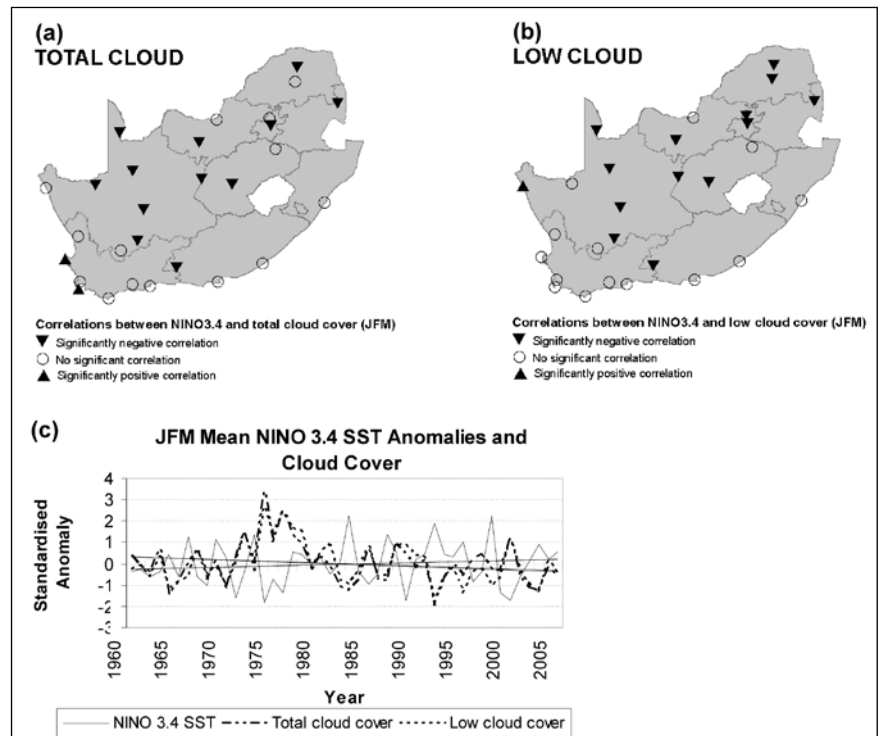 (a)
TOTAL CLOUD
Correlations between NINO3.4 and total cloud cover (JFM)
Significantly negative correlation
No significant correlation
Significantly positive correlation
(b)
LOW CLOUD
Correlations between NINO3.4 and low cloud cover (JFM)
Significantly negative correlation
No significant correlation
Significantly positive correlation
(c)
JFM Mean NINO 3.4 SST Anomalies and
Cloud Cover
Standardised
Anomaly
4
3
2
1
0
-1
-2
-3
1960
1965
1970
1975
1980
1985
1990
1995
2000
2005
Year
NINO 3.4 SST Total cloud cover Low cloud cover